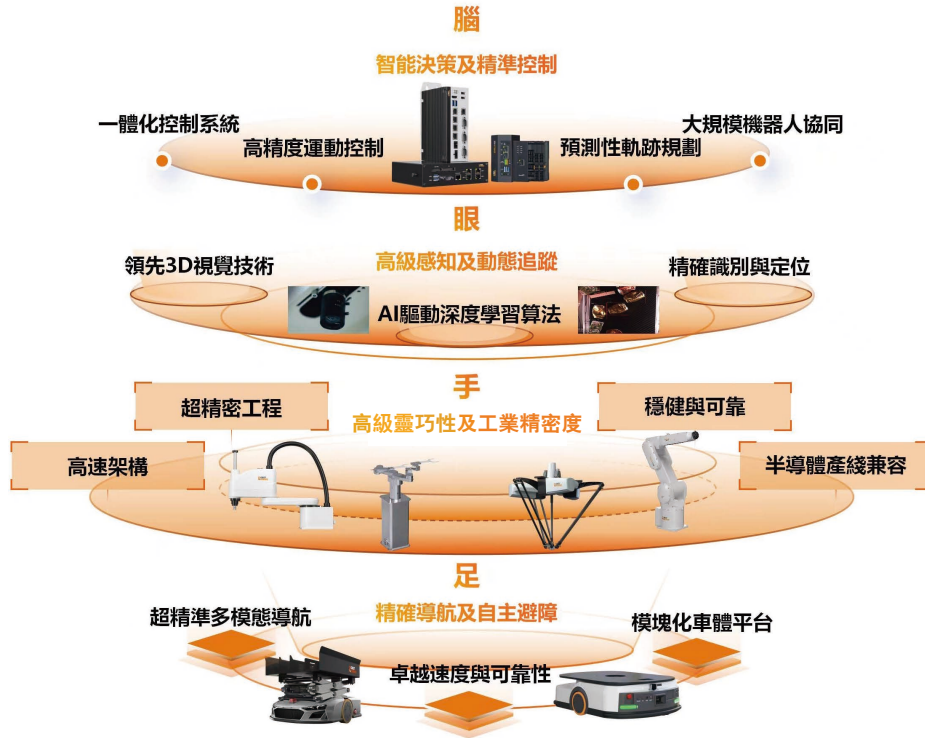 腦
智能決策及精準控制
一體化控制系統
大規模機器人協同
高精度運動控制
預測性軌跡規劃
眼
高級感知及動態追蹤
領先3D視覺技術
精確識別與定位
AI驅動深度學習算法
手
高級靈巧性及工業精密度
超精密工程
穩健與可靠
高速架構
半導體產綫兼容
足
精確導航及自主避障
超精準多模態導航
模塊化車體平台
卓越速度與可靠性